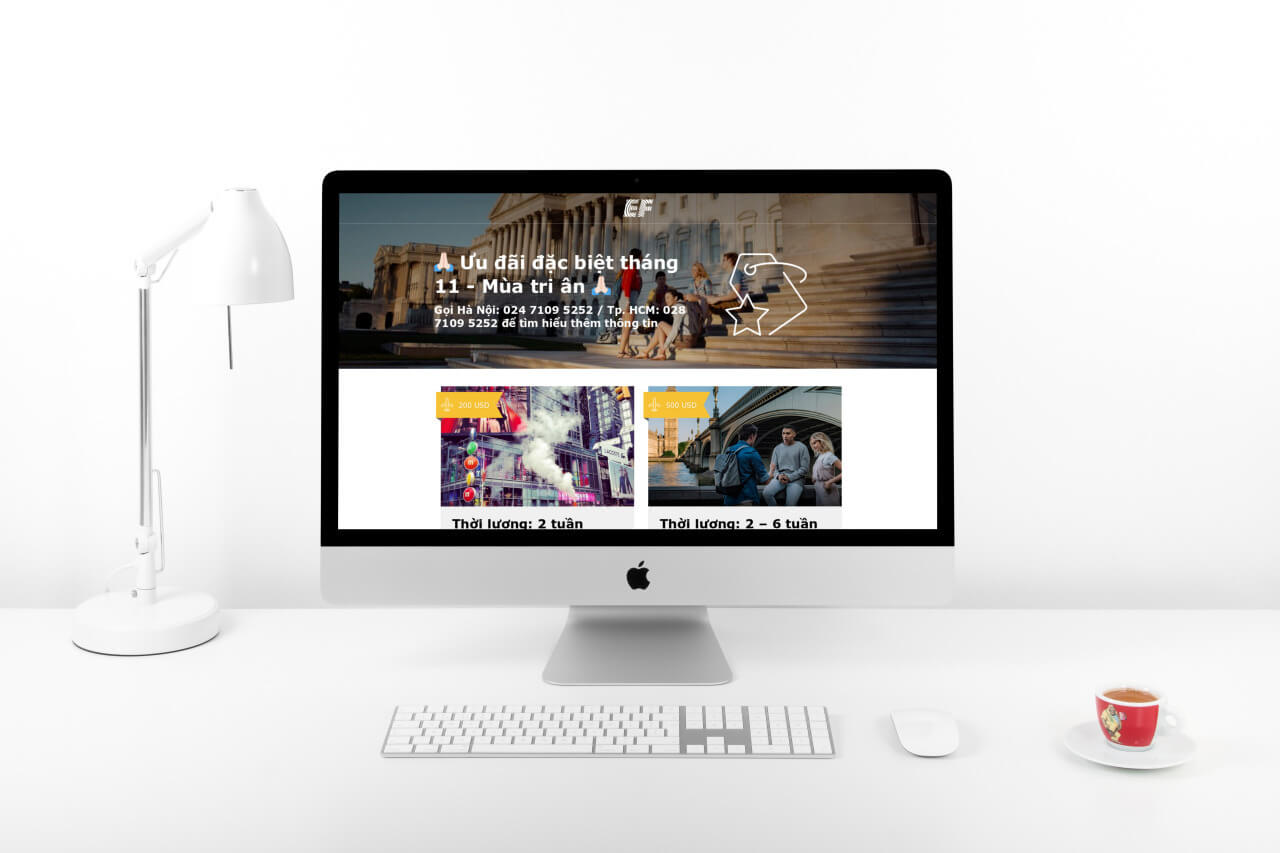 EF
🙏🏻 Ưu đãi đặc biệt tháng
11 - Mùa tri ân 🙏🏻
Gọi Hà Nội: 024 7109 5252 / Tp. HCM: 028
7109 5252 để tìm hiểu thêm thông tin
200 USD
500 USD
LACOSTE
Thời lượng: 2 tuần
Thời lượng: 2 – 6 tuần